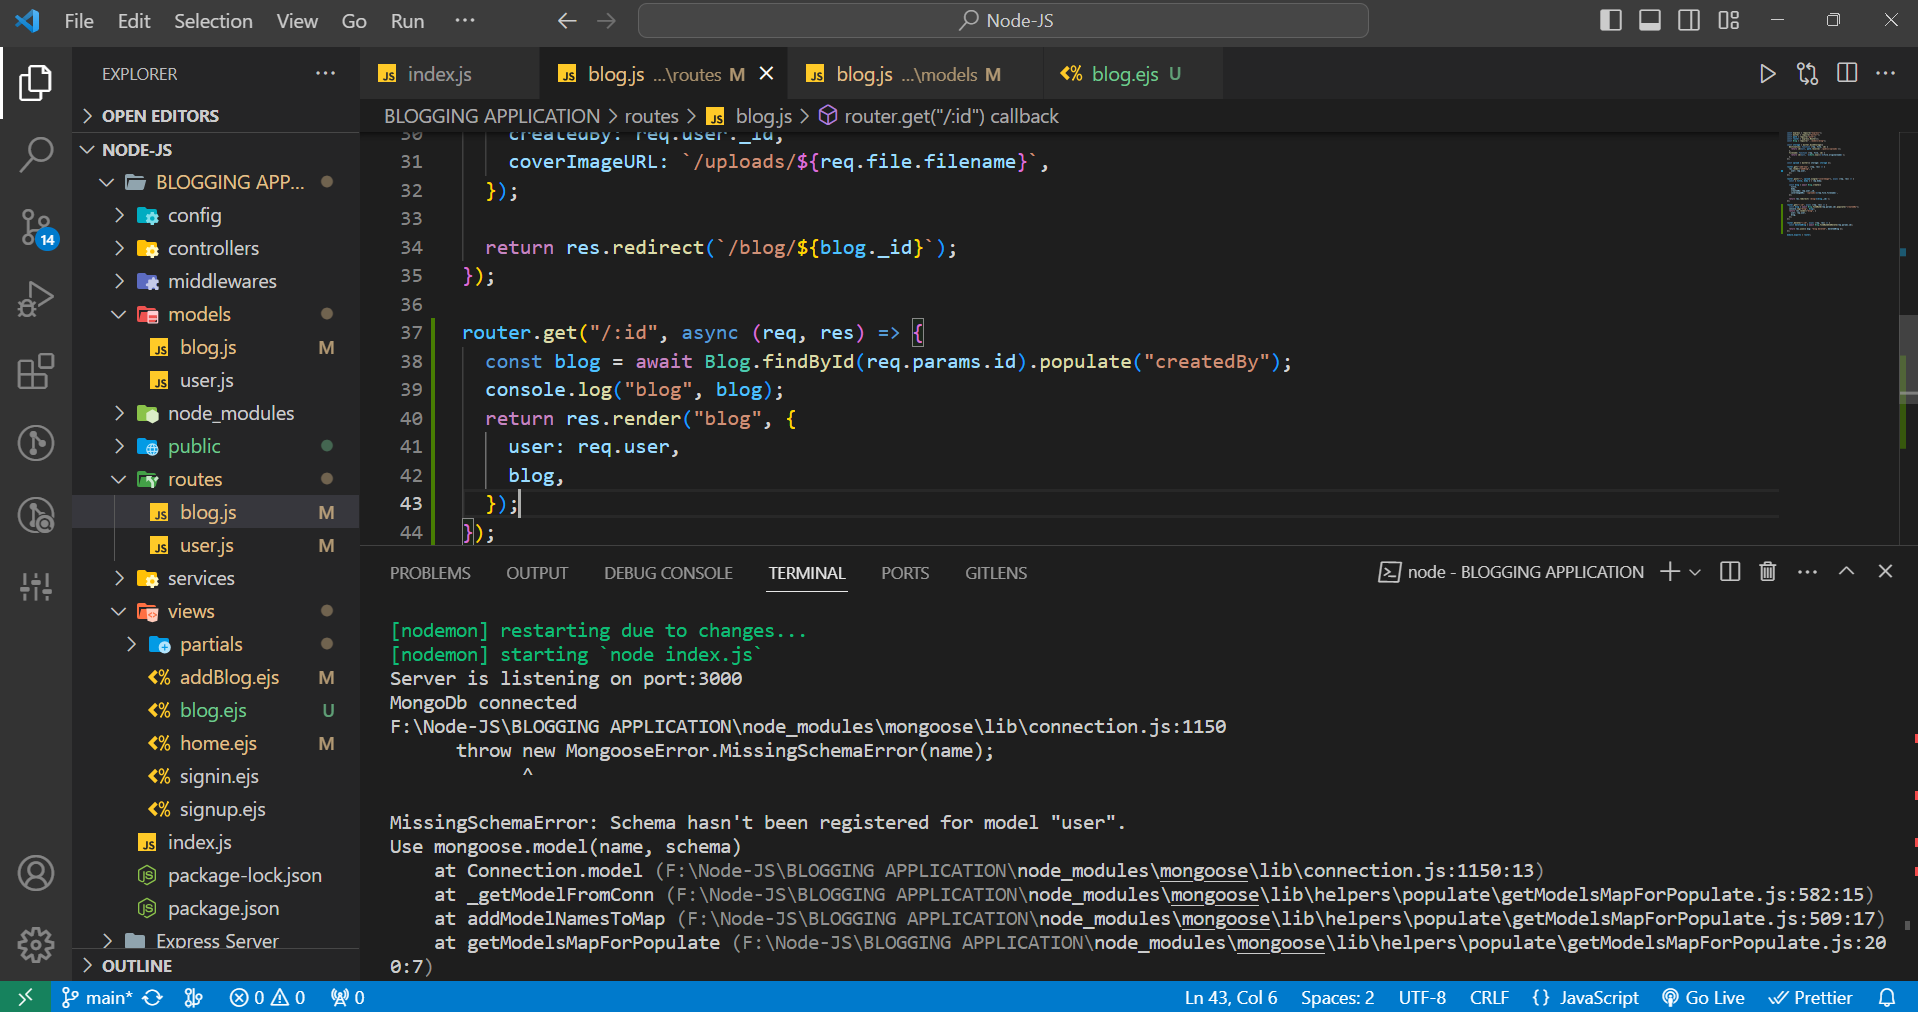 File Edit Selection View Go Run ···
Node-JS
EXPLORER
OPEN EDITORS
NODE-JS
BLOGGING APP...
config
controllers
middlewares
models
blog.js M
user.js
node_modules
public
routes
blog.js M
user.js M
services
views
partials
addBlog.ejs M
blog.ejs U
home.ejs M
signin.ejs
signup.ejs
index.js
package-lock.json
package.json
Express Server
OUTLINE
14
index.js
blog.js ...\routes M
blog.js ...\models M
blog.ejs U
BLOGGING APPLICATION > routes > JS blog.js > router.get("/:id") callback
30 createdBy: req.user._id,
31 coverImageURL: `/uploads/${req.file.filename}`,
32 });
33
34 return res.redirect(`/blog/${blog._id}`);
35 });
36
37 router.get("/:id", async (req, res) => {
38 const blog = await Blog.findById(req.params.id).populate("createdBy");
39 console.log("blog", blog);
40 return res.render("blog", {
41 user: req.user,
42 blog,
43 });
44 });
PROBLEMS OUTPUT DEBUG CONSOLE TERMINAL PORTS GITLENS
node - BLOGGING APPLICATION
[nodemon] restarting due to changes...
[nodemon] starting `node index.js`
Server is listening on port:3000
MongoDb connected
F:\Node-JS\BLOGGING APPLICATION\node_modules\mongoose\lib\connection.js:1150
throw new MongooseError.MissingSchemaError(name);
^
MissingSchemaError: Schema hasn't been registered for model "user".
Use mongoose.model(name, schema)
at Connection.model (F:\Node-JS\BLOGGING APPLICATION\node_modules\mongoose\lib\connection.js:1150:13)
at _getModelFromConn (F:\Node-JS\BLOGGING APPLICATION\node_modules\mongoose\lib\helpers\populate\getModelsMapForPopulate.js:582:15)
at addModelNamesToMap (F:\Node-JS\BLOGGING APPLICATION\node_modules\mongoose\lib\helpers\populate\getModelsMapForPopulate.js:509:17)
at getModelsMapForPopulate (F:\Node-JS\BLOGGING APPLICATION\node_modules\mongoose\lib\helpers\populate\getModelsMapForPopulate.js:20
0:7)
main* 0 0 0
Ln 43, Col 6 Spaces: 2 UTF-8 CRLF {} JavaScript Go Live Prettier